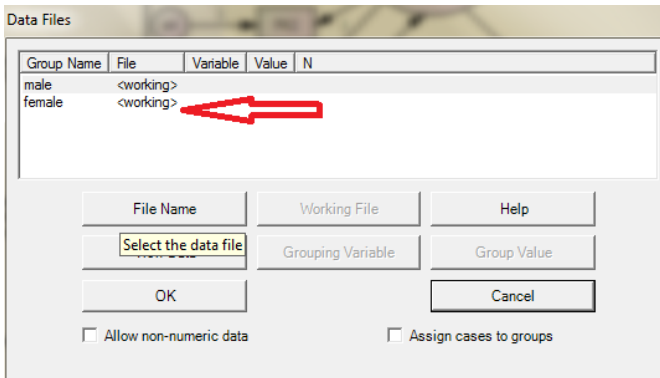 Data Files
Group Name File Variable Value N
male <working>
female <working>
File Name Working File Help
Select the data file
Grouping Variable Group Value
OK Cancel
Allow non-numeric data Assign cases to groups